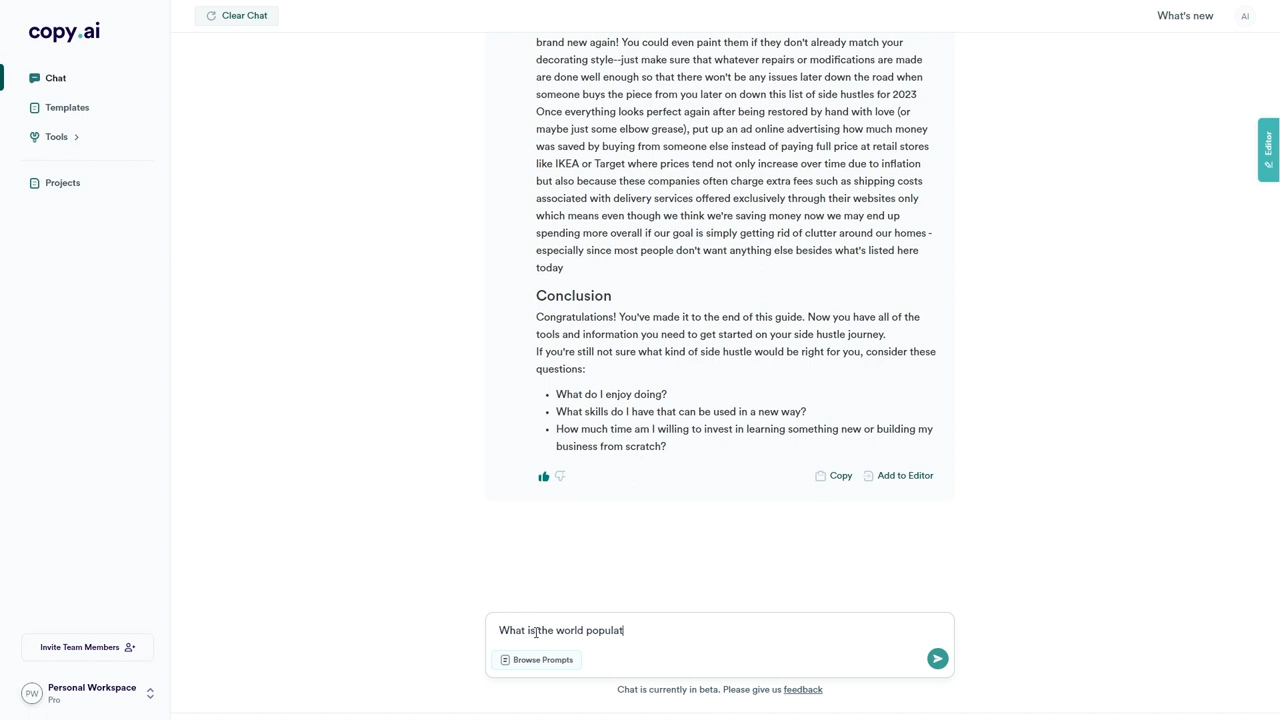 copy.ai
Clear Chat
What's new
AI
Chat
Templates
Tools
Projects
Editor
brand new again! You could even paint them if they don't already match your
decorating style--just make sure that whatever repairs or modifications are made
are done well enough so that there won't be any issues later down the road when
someone buys the piece from you later on down this list of side hustles for 2023
Once everything looks perfect again after being restored by hand with love (or
maybe just some elbow grease), put up an ad online advertising how much money
was saved by buying from someone else instead of paying full price at retail stores
like IKEA or Target where prices tend not only increase over time due to inflation
but also because these companies often charge extra fees such as shipping costs
associated with delivery services offered exclusively through their websites only
which means even though we think we're saving money now we may end up
spending more overall if our goal is simply getting rid of clutter around our homes -
especially since most people don't want anything else besides what's listed here
today
Conclusion
Congratulations! You've made it to the end of this guide. Now you have all of the
tools and information you need to get started on your side hustle journey.
If you're still not sure what kind of side hustle would be right for you, consider these
questions:
• What do I enjoy doing?
• What skills do I have that can be used in a new way?
• How much time am I willing to invest in learning something new or building my
business from scratch?
Copy
Add to Editor
What is the world populat
Browse Prompts
Chat is currently in beta. Please give us feedback
Invite Team Members
PW
Personal Workspace
Pro